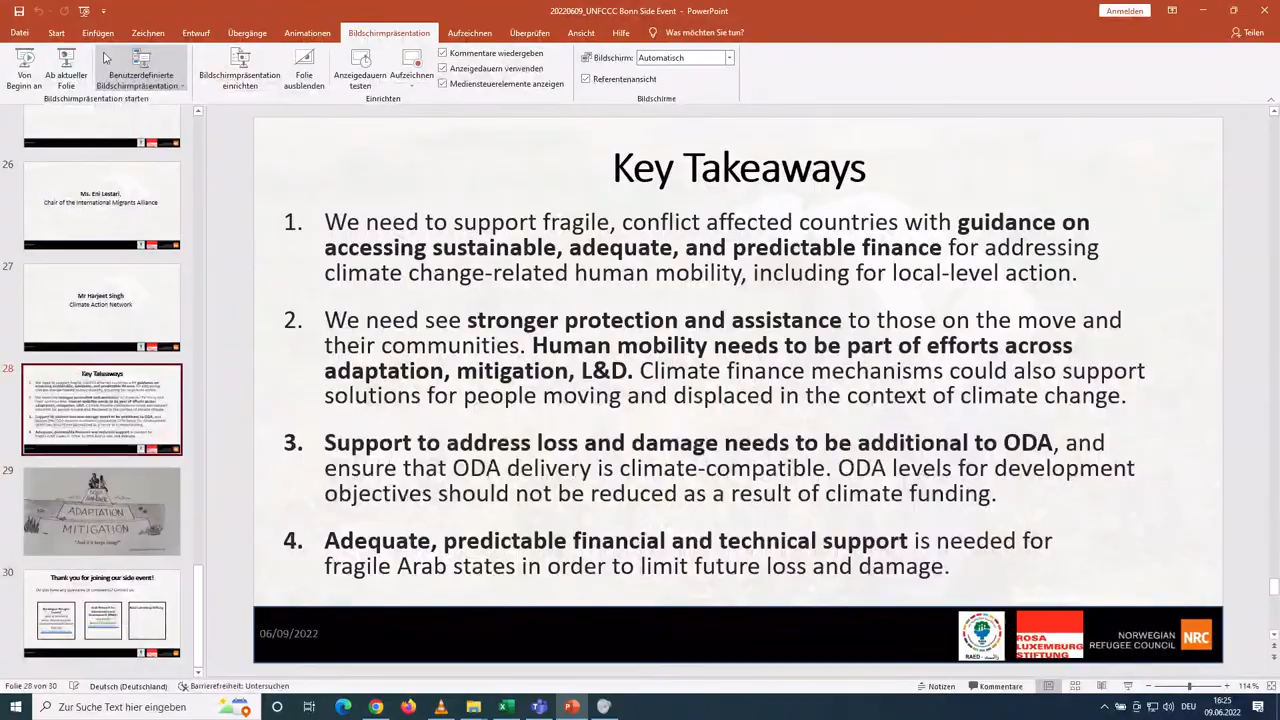 20220609_UNFCCC Bonn Side Event - PowerPoint
Anmelden
Datei
Start
Einfügen
Zeichnen
Entwurf
Übergänge
Animationen
Bildschirmpräsentation
Aufzeichnen
Überprüfen
Ansicht
Hilfe
Was möchten Sie tun?
Teilen
Von
Beginn an
Ab aktueller
Folie
Benutzerdefinierte
Bildschirmpräsentation
Bildschirmpräsentation starten
Bildschirmpräsentation
einrichten
Folie
ausblenden
Anzeigedauern
testen
Aufzeichnen
Kommentare wiedergeben
Anzeigedauern verwenden
Mediensteuerelemente anzeigen
Einrichten
Bildschirm:
Automatisch
Referentenansicht
Bildschirme
26
Ms. Eni Lestari,
Chair of the International Migrants Alliance
27
Mr Harjeet Singh
Climate Action Network
28
Key Takeaways
29
ADAPTATION
MITIGATION
30
Thank you for joining our side event!
Key Takeaways
1. We need to support fragile, conflict affected countries with guidance on
accessing sustainable, adequate, and predictable finance for addressing
climate change-related human mobility, including for local-level action.
2. We need see stronger protection and assistance to those on the move and
their communities. Human mobility needs to be part of efforts across
adaptation, mitigation, L&D. Climate finance mechanisms could also support
solutions for people moving and displaced in the context of climate change.
3. Support to address loss and damage needs to be additional to ODA, and
ensure that ODA delivery is climate-compatible. ODA levels for development
objectives should not be reduced as a result of climate funding.
4. Adequate, predictable financial and technical support is needed for
fragile Arab states in order to limit future loss and damage.
06/09/2022
RAED
ROSA
LUXEMBURG
STIFTUNG
NORWEGIAN
REFUGEE COUNCIL
NRC
Folie 28 von 30
Deutsch (Deutschland)
Barrierefreiheit: Untersuchen
Notizen
Kommentare
114 %
Zur Suche Text hier eingeben
DEU
16:25
09.06.2022